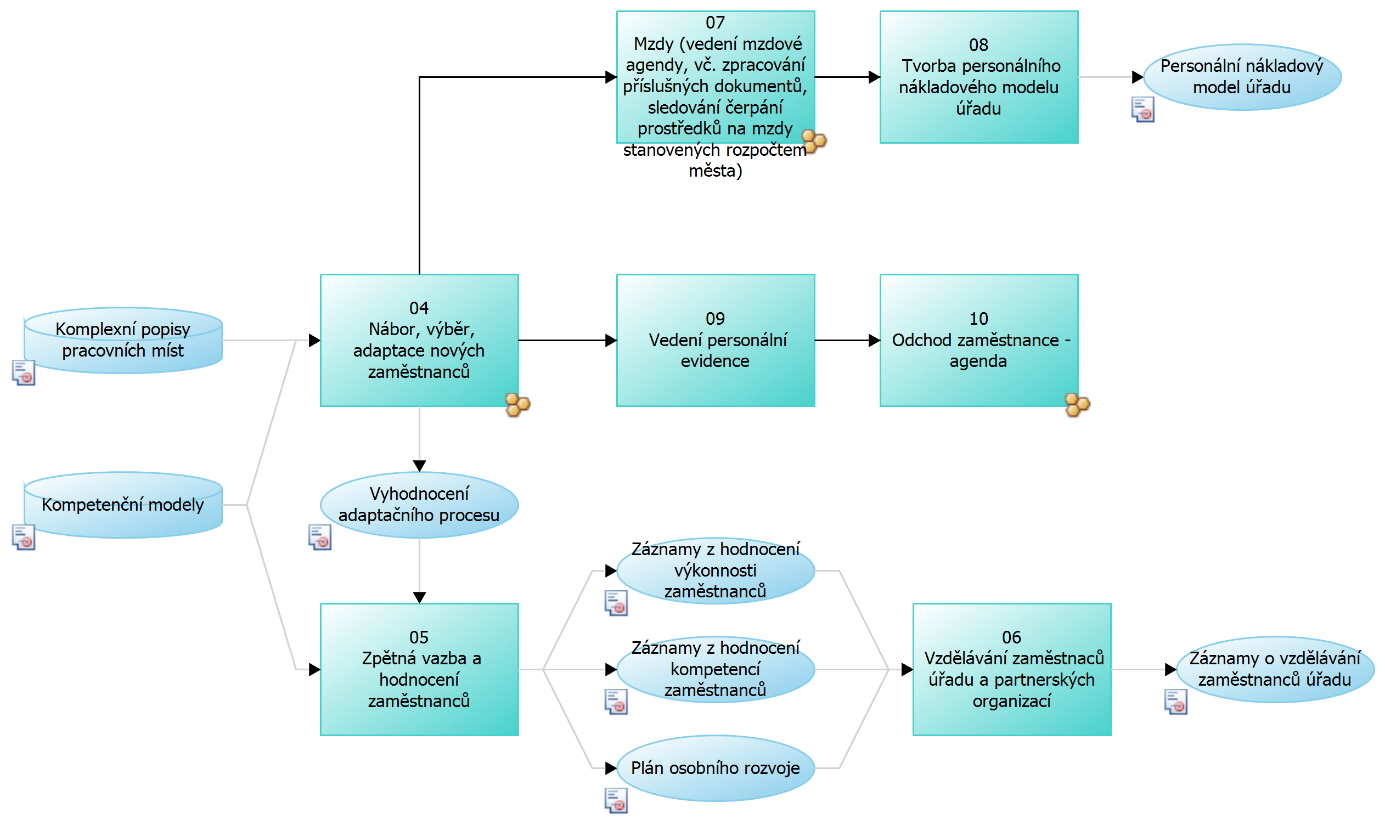 07
Mzdy (vedení mzdové
agendy, vč. zpracování
příslušných dokumentů,
sledování čerpání
prostředků na mzdy
stanovených rozpočtem
města)
08
Tvorba personálního
nákladového modelu
úřadu
Personální nákladový
model úřadu
Komplexní popisy
pracovních míst
04
Nábor, výběr,
adaptace nových
zaměstnanců
09
Vedení personální
evidence
10
Odchod zaměstnance -
agenda
Kompetenční modely
Vyhodnocení
adaptačního procesu
05
Zpětná vazba a
hodnocení
zaměstnanců
Záznamy z hodnocení
výkonnosti
zaměstnanců
Záznamy z hodnocení
kompetencí
zaměstnanců
Plán osobního rozvoje
06
Vzdělávání zaměstnaců
úřadu a partnerských
organizací
Záznamy o vzdělávání
zaměstnanců úřadu